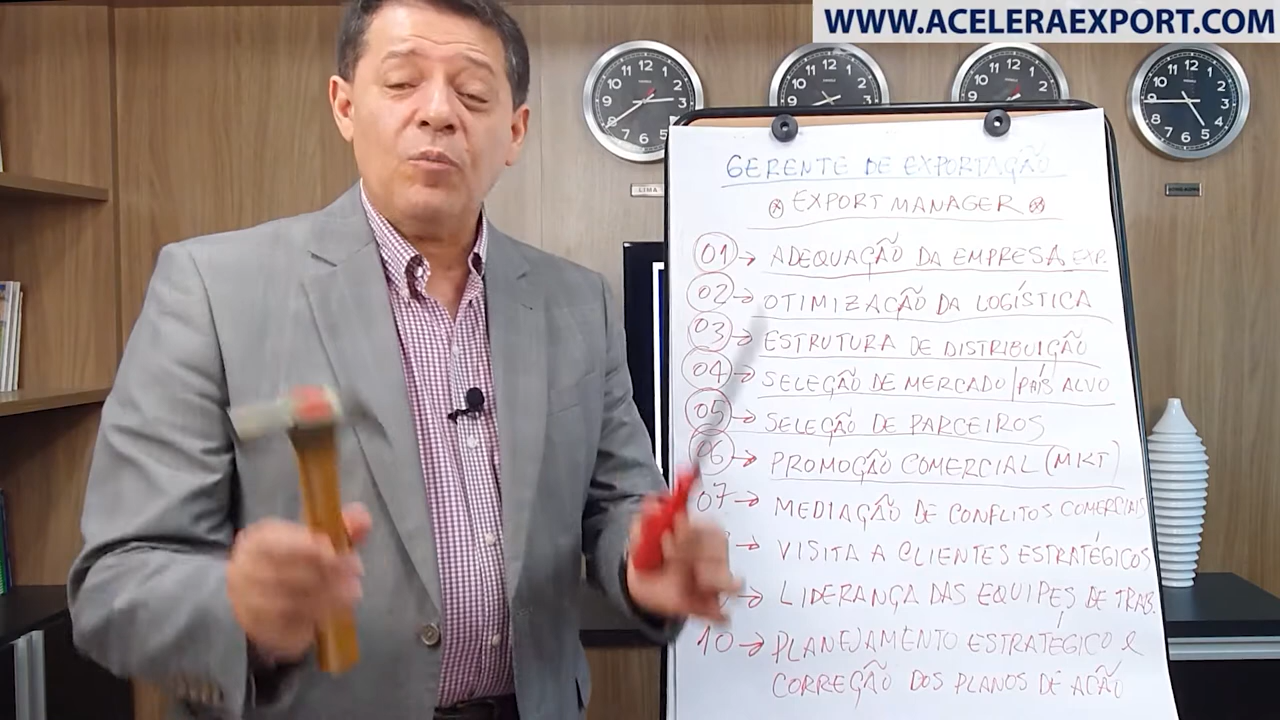 WWW.ACELERAEXPORT.COM
GERENTE DE EXPORTAÇÃO
EXPORT MANAGER
01 → ADEQUAÇÃO DA EMPRESA EXP.
02 → OTIMIZAÇÃO DA LOGÍSTICA
03 → ESTRUTURA DE DISTRIBUIÇÃO
04 → SELEÇÃO DE MERCADO/PAÍS ALVO
05 → SELEÇÃO DE PARCEIROS
06 → PROMOÇÃO COMERCIAL (MKT)
07 → MEDIAÇÃO DE CONFLITOS COMERCIAIS
→ VISITA A CLIENTES ESTRATÉGICOS
→ LIDERANÇA DAS EQUIPES DE TRAB.
10 → PLANEJAMENTO ESTRATÉGICO &
CORREÇÃO DOS PLANOS DE AÇÃO
LIMA